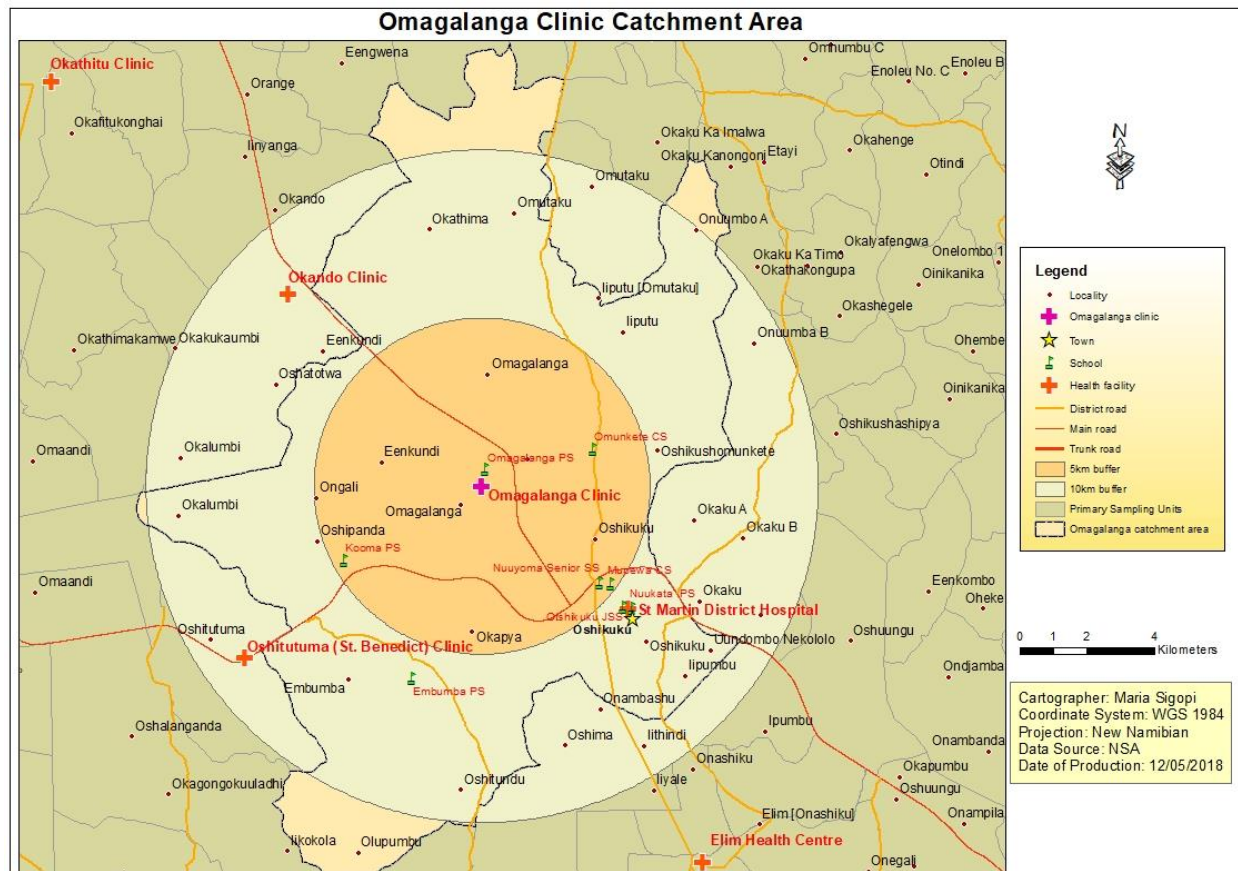 Omagalanga Clinic Catchment Area
Okathitu Clinic
Eengwena
Omhumbu C
Enoleu B
Enoleu No. C
Orange
Okafitukonghai
Iinyanga
Okaku Ka Imalwa
Okahenge
Okaku Kanongoni
Etayi
Otindi
Omutaku
Okando
Omutaku
Okathima
Onuumbo A
Okalyafengwa
Okaku Ka Timo
Onelombo 1
Okathakongupa
Oinikanika
Okando Clinic
Iiputu [Omutaku]
Okashegele
Iiputu
Onuumba B
Okathimakamwe
Okakukaumbi
Eenkundi
Ohembe
Omagalanga
Oshatotwa
Oinikanika
Oshikushashipya
Omunkete CS
Omaandi
Okalumbi
Eenkundi
Omagalanga PS
Oshikushomunkete
Ongali
Omagalanga Clinic
Okalumbi
Omagalanga
Okaku A
Oshipanda
Oshikuku
Okaku B
Kooma PS
Nuuyoma Senior SS
Mupewa CS
Omaandi
Eenkombo
Nuukata PS
Okaku
Oheke
St Martin District Hospital
Otshikuku JSS
Oshikuku
Oshitutuma
Okapya
Oshikuku
Uundombo Nekololo
Oshuungu
Oshitutuma (St. Benedict) Clinic
Embumba
Iipumbu
Ondjamba
Embumba PS
Onambashu
Oshalanganda
Ipumbu
Oshima
Iithindi
Onambanda
Onashiku
Okapumbu
Okagongokuuladhi
Oshitundu
Iiyale
Oshuungu
Elim [Onashiku]
Onampila
Iikokola
Olupumbu
Elim Health Centre
Onegali
N
Legend
Locality
Omagalanga clinic
Town
School
Health facility
District road
Main road
Trunk road
5km buffer
10km buffer
Primary Sampling Units
Omagalanga catchment area
0 1 2 4
Kilometers
Cartographer: Maria Sigopi
Coordinate System: WGS 1984
Projection: New Namibian
Data Source: NSA
Date of Production: 12/05/2018